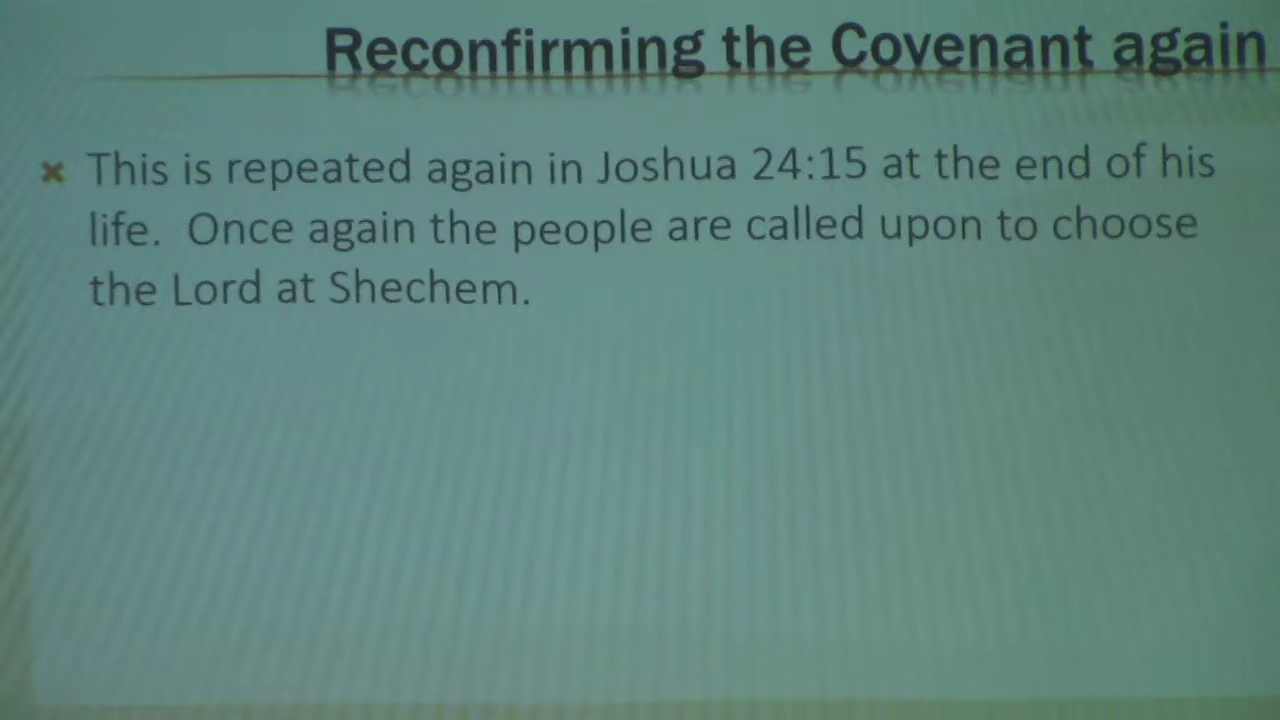 Reconfirming the Covenant again
This is repeated again in Joshua 24:15 at the end of his
life.  Once again the people are called upon to choose
the Lord at Shechem.